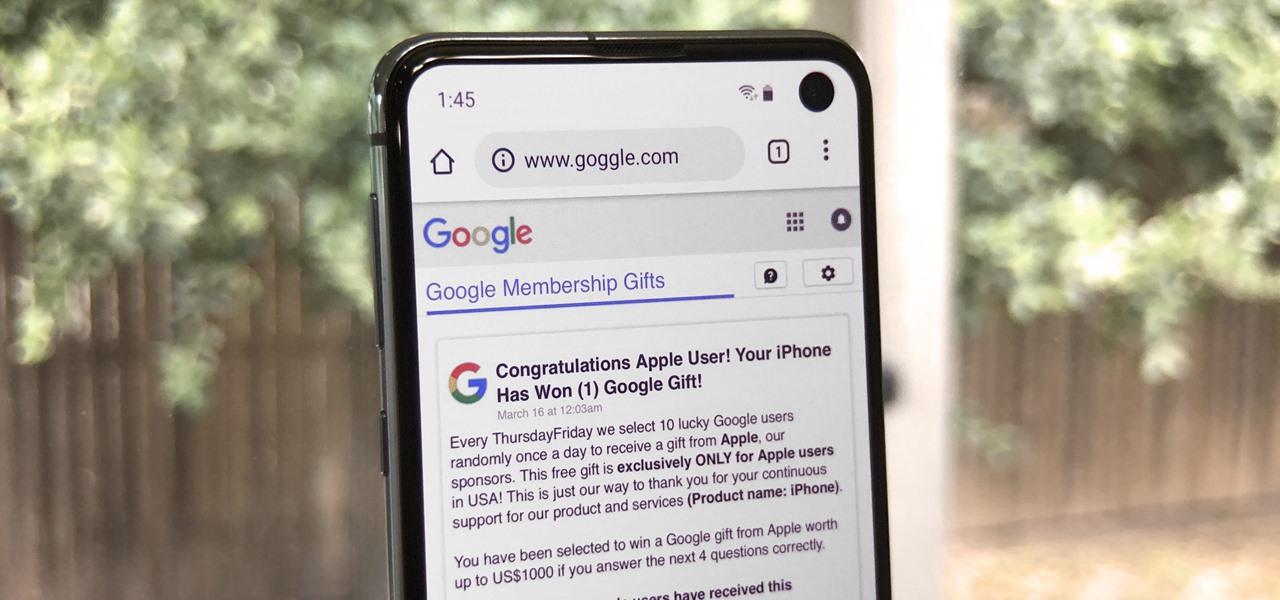 1:45
www.goggle.com
1
Google
Google Membership Gifts
?
G Congratulations Apple User! Your iPhone
Has Won (1) Google Gift!
March 16 at 12:03am
Every ThursdayFriday we select 10 lucky Google users
randomly once a day to receive a gift from Apple, our
sponsors. This free gift is exclusively ONLY for Apple users
in USA! This is just our way to thank you for your continuous
support for our product and services (Product name: iPhone).
You have been selected to win a Google gift from Apple worth
up to US$1000 if you answer the next 4 questions correctly.
users have received this